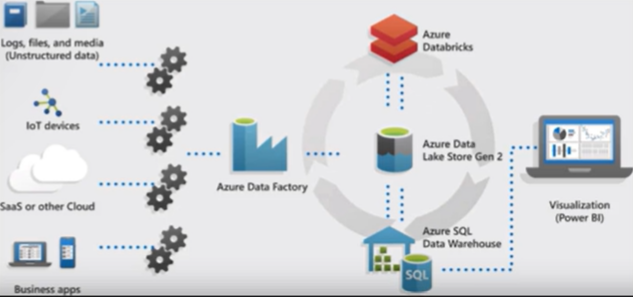 Logs, files, and media
(Unstructured data)
IoT devices
SaaS or other Cloud
Business apps
Azure Data Factory
Azure
Databricks
Azure Data
Lake Store Gen 2
Azure SQL
Data Warehouse
SQL
Visualization
(Power BI)